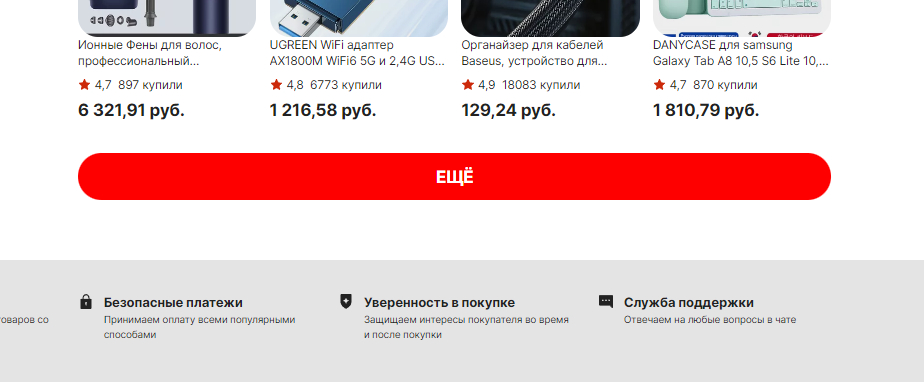 Ионные Фены для волос,
профессиональный...
★ 4,7 897 купили
6 321,91 руб.
UGREEN WiFi адаптер
AX1800M WiFi6 5G и 2,4G US...
★ 4,8 6773 купили
1 216,58 руб.
Органайзер для кабелей
Baseus, устройство для...
★ 4,9 18083 купили
129,24 руб.
DANYCASE для samsung
Galaxy Tab A8 10,5 S6 Lite 10,...
★ 4,7 870 купили
1 810,79 руб.
ЕЩЁ
товаров со
Безопасные платежи
Принимаем оплату всеми популярными
способами
Уверенность в покупке
Защищаем интересы покупателя во время
и после покупки
Служба поддержки
Отвечаем на любые вопросы в чате